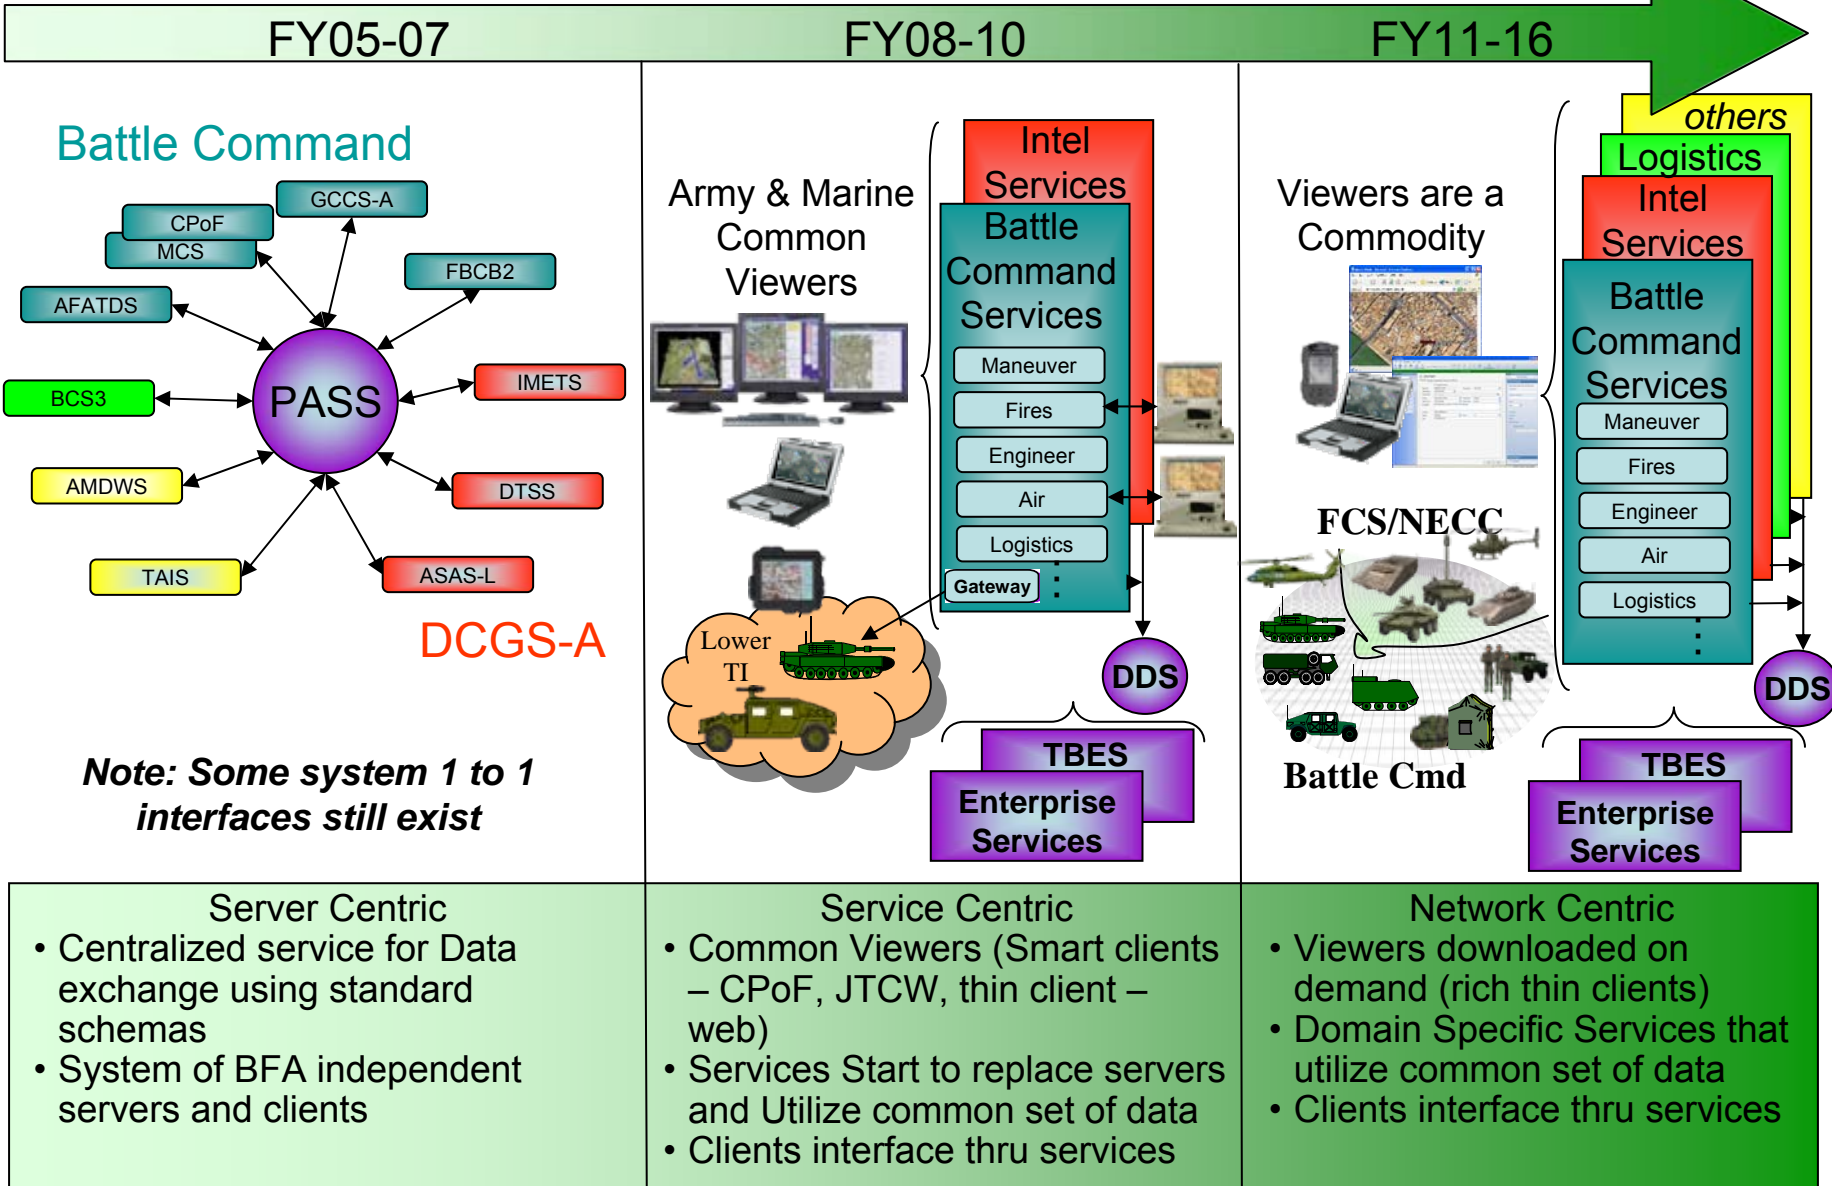 FY05-07
FY08-10
FY11-16
Battle Command
GCCS-A
CPoF
MCS
FBCB2
AFATDS
PASS
IMETS
BCS3
AMDWS
DTSS
TAIS
ASAS-L
DCGS-A
Note: Some system 1 to 1
interfaces still exist
Army & Marine
Common
Viewers
Intel
Services
Battle
Command
Services
Maneuver
Fires
Engineer
Air
Logistics
Gateway
Lower
TI
DDS
TBES
Enterprise
Services
Viewers are a
Commodity
others
Logistics
Intel
Services
Battle
Command
Services
Maneuver
Fires
Engineer
Air
Logistics
FCS/NECC
Battle Cmd
DDS
TBES
Enterprise
Services
Server Centric
• Centralized service for Data
exchange using standard
schemas
• System of BFA independent
servers and clients
Service Centric
• Common Viewers (Smart clients
– CPoF, JTCW, thin client –
web)
• Services Start to replace servers
and Utilize common set of data
• Clients interface thru services
Network Centric
• Viewers downloaded on
demand (rich thin clients)
• Domain Specific Services that
utilize common set of data
• Clients interface thru services